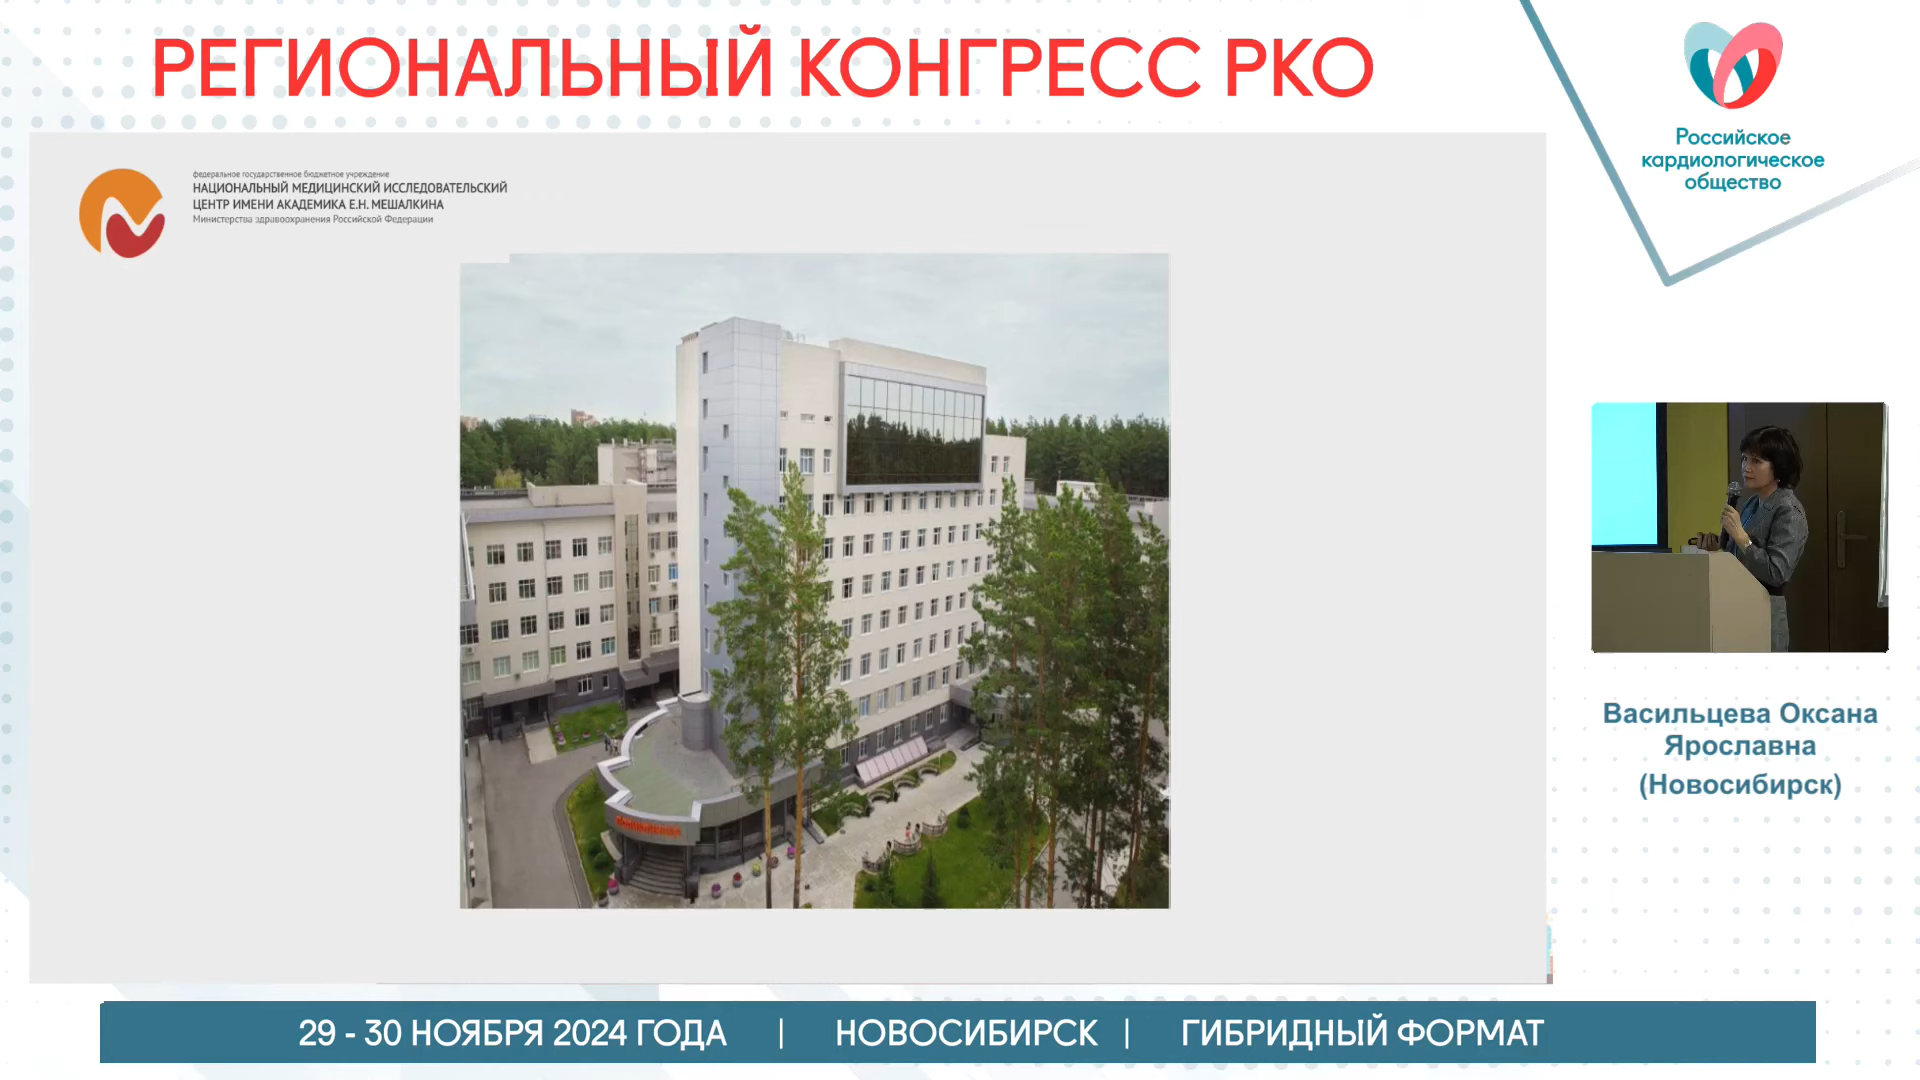 РЕГИОНАЛЬНЫЙ КОНГРЕСС РКО
Российское
кардиологическое
общество
федеральное государственное бюджетное учреждение
НАЦИОНАЛЬНЫЙ МЕДИЦИНСКИЙ ИССЛЕДОВАТЕЛЬСКИЙ
ЦЕНТР ИМЕНИ АКАДЕМИКА Е.Н. МЕШАЛКИНА
Министерства здравоохранения Российской Федерации
Васильцева Оксана
Ярославна
(Новосибирск)
29 - 30 НОЯБРЯ 2024 ГОДА | НОВОСИБИРСК | ГИБРИДНЫЙ ФОРМАТ